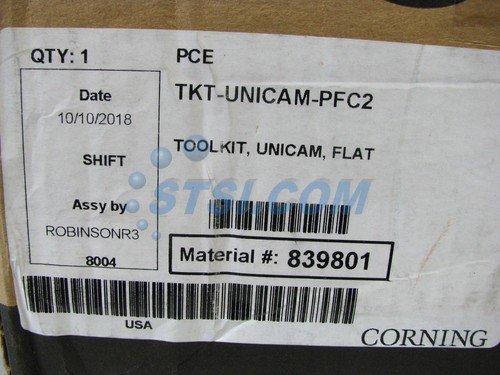 QTY: 1 PCE
Date
10/10/2018
SHIFT
Assy by
ROBINSONR3
8004
TKT-UNICAM-PFC2
TOOLKIT, UNICAM, FLAT
STSI.COM
Material #: 839801
USA
CORNING